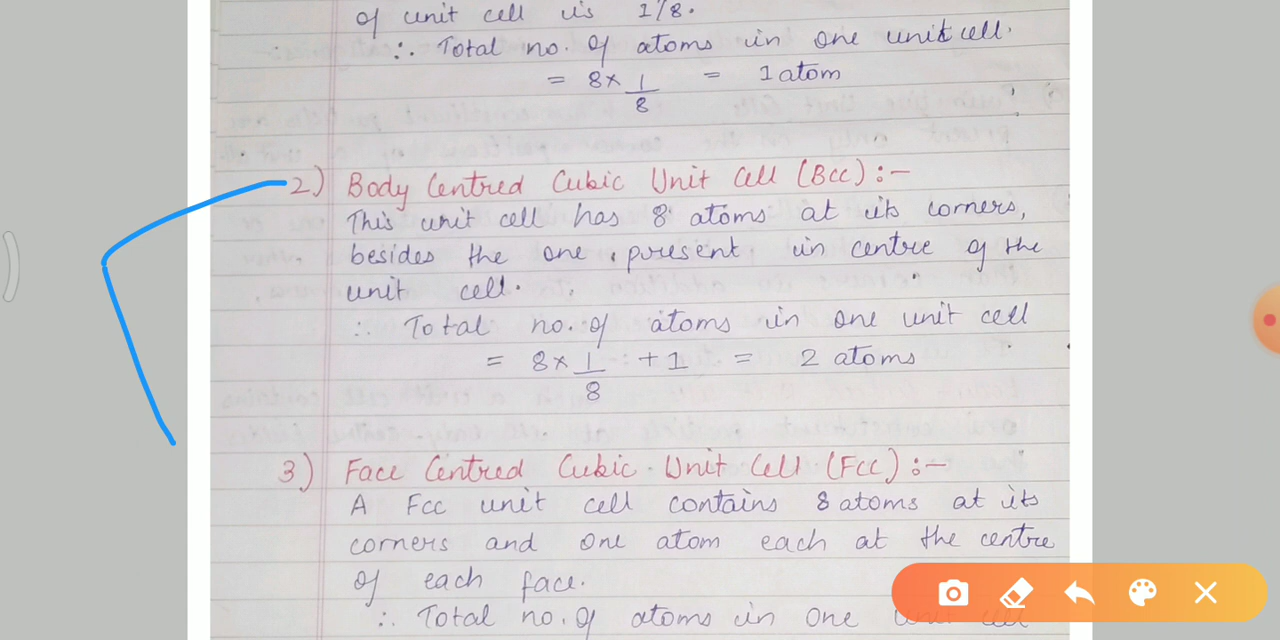 of unit cell is 1/8.
∴ Total no. of atoms in one unit cell.
= 8 × 1/8 = 1 atom
2) Body Centred Cubic Unit Cell (Bcc) :-
This unit cell has 8 atoms at its corners,
besides the one present in centre of the
unit cell.
∴ Total no. of atoms in one unit cell
= 8 × 1/8 + 1 = 2 atoms
3) Face Centred Cubic Unit Cell (Fcc) :-
A Fcc unit cell contains 8 atoms at its
corners and one atom each at the centre
of each face.
∴ Total no. of atoms in one unit cell